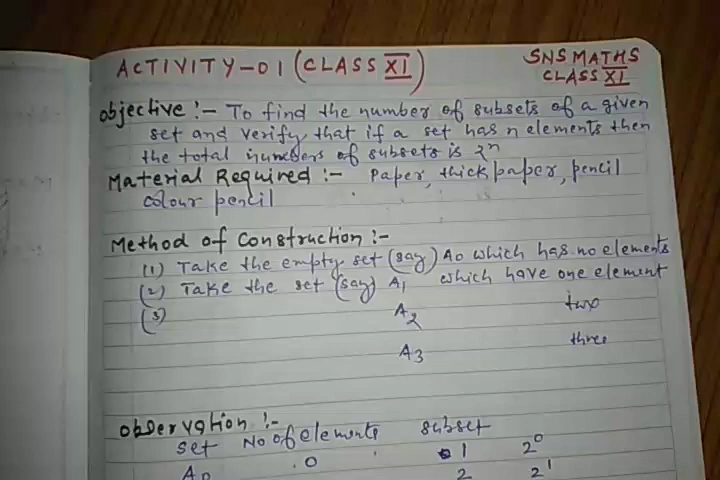 ACTIVITY-01 (CLASS XI)
SNS MATHS
CLASS XI
Objective :- To find the number of subsets of a given
set and verify that if a set has n elements then
the total numbers of subsets is 2ⁿ
Material Required :- Paper, thick paper, pencil
colour pencil
Method of Construction :-
(1) Take the empty set (say) A₀ which has no elements
(2) Take the set (say) A₁ which have one element
(3) A₂ two
A₃ three
Observation :-
set No of elements subset
A₀ 0 1 2⁰
2 2¹